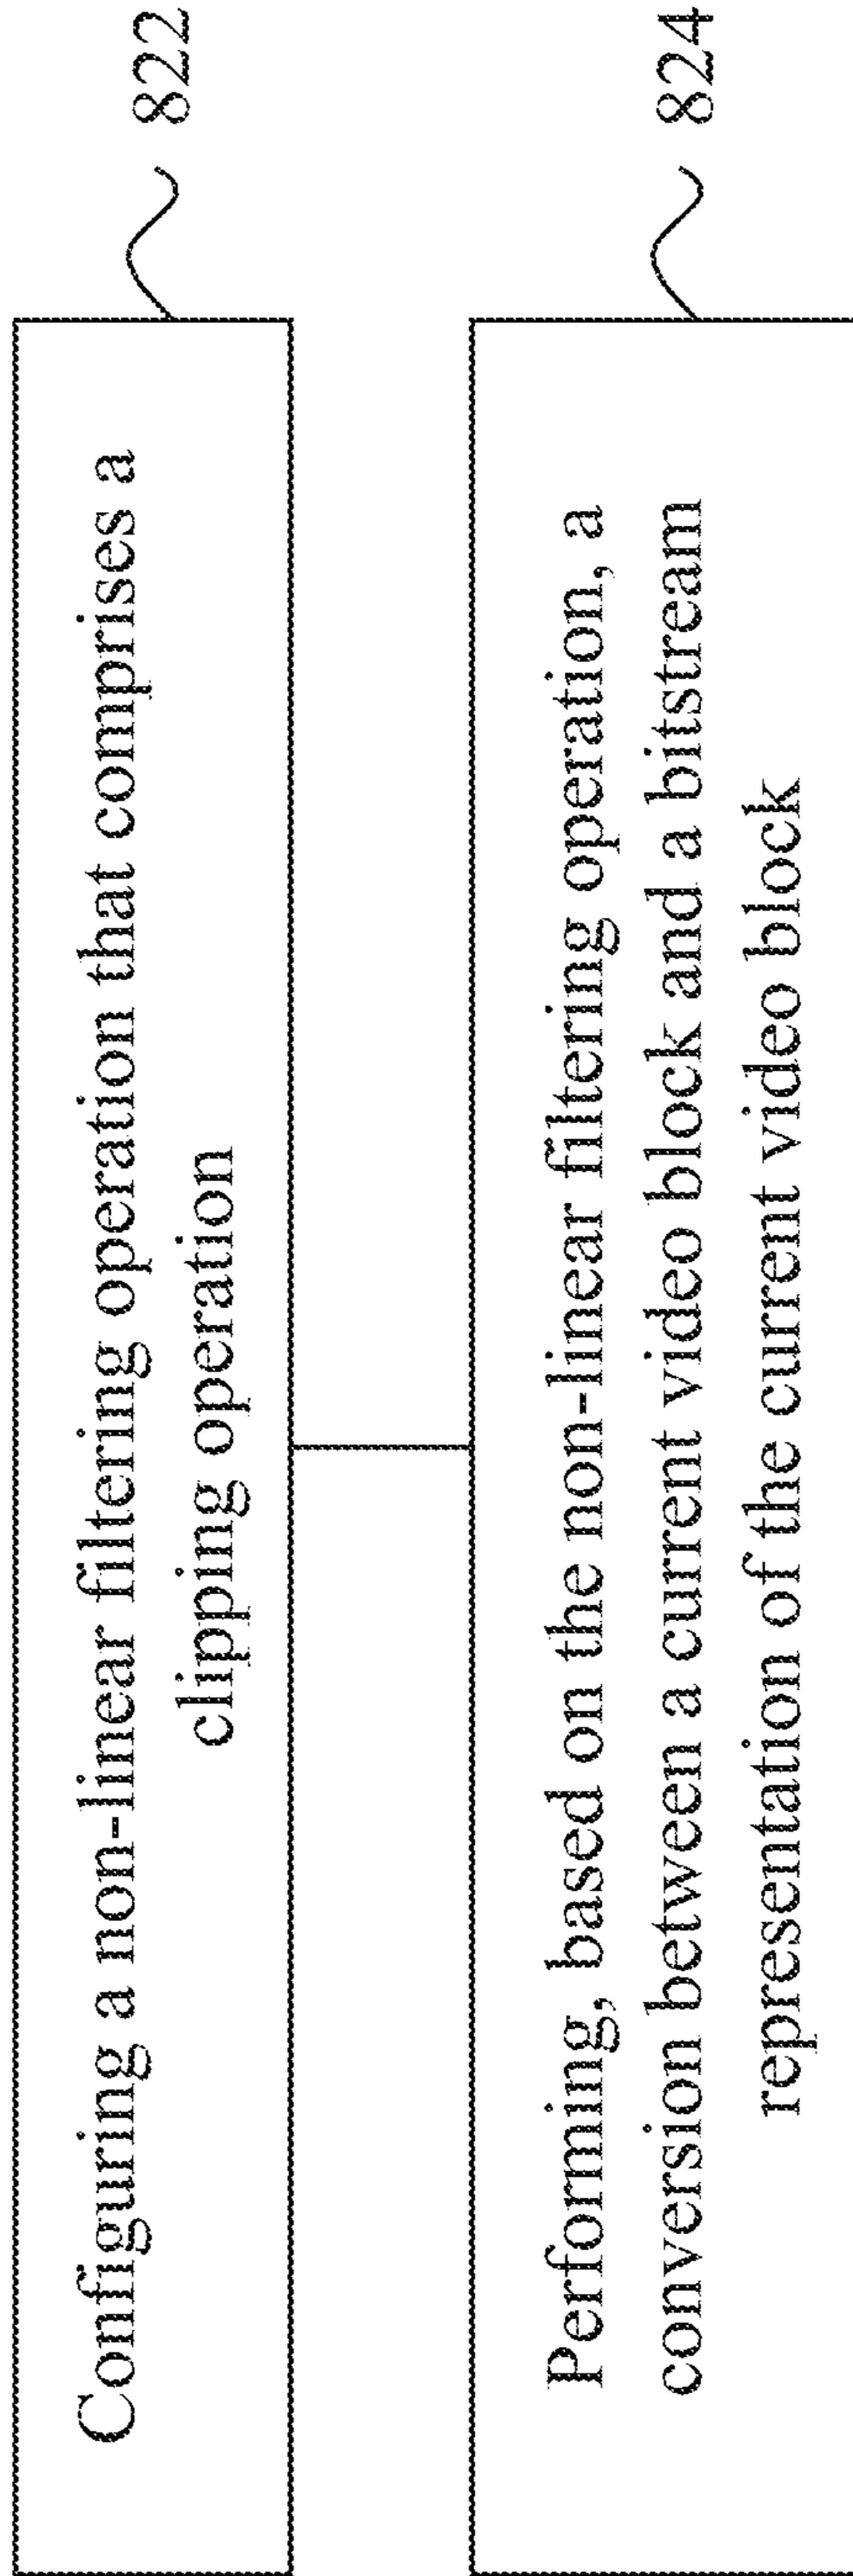 Configuring a non-linear filtering operation that comprises a
clipping operation
822
Performing, based on the non-linear filtering operation, a
conversion between a current video block and a bitstream
representation of the current video block
824